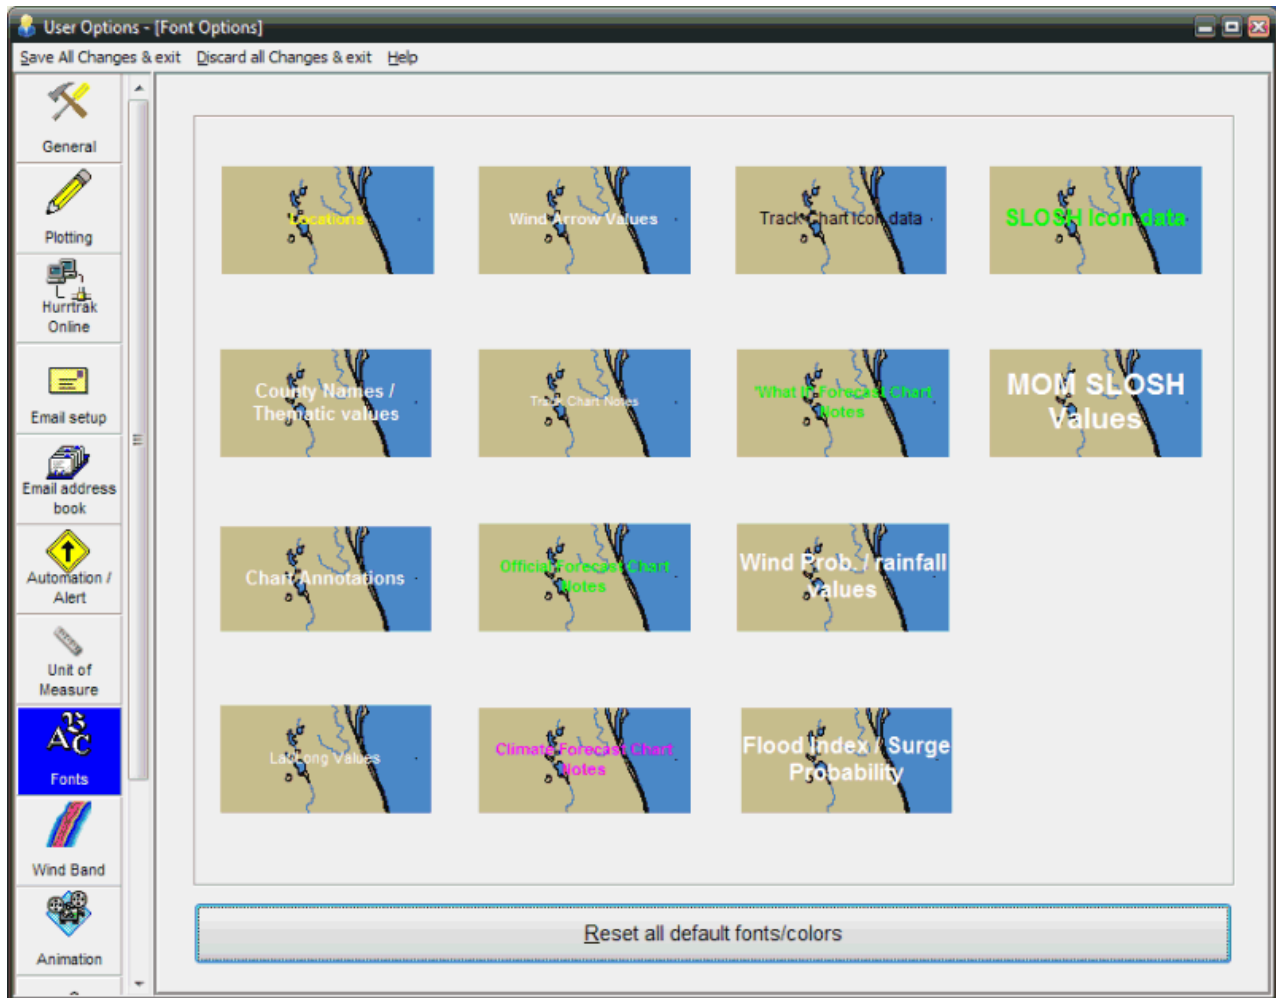 User Options - [Font Options]
Save All Changes & exit Discard all Changes & exit Help
General
Plotting
Hurrtrak
Online
Email setup
Email address
book
Automation /
Alert
Unit of
Measure
Fonts
Wind Band
Animation
Locations
Wind Arrow Values
Track Chart Icon data
SLOSH Icon data
County Names /
Thematic values
Track Chart Notes
"What If" Forecast Chart
Notes
MOM SLOSH
Values
Chart Annotations
Official Forecast Chart
Notes
Wind Prob. / rainfall
Values
Lat/Long Values
Climate Forecast Chart
Notes
Flood Index / Surge
Probability
Reset all default fonts/colors